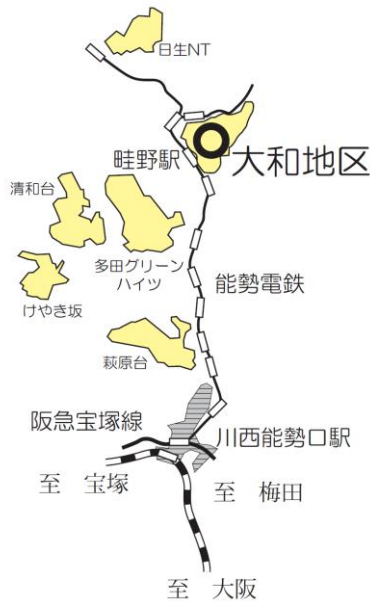 日生NT
畦野駅
大和地区
清和台
多田グリーン
ハイツ
能勢電鉄
けやき坂
萩原台
阪急宝塚線
川西能勢口駅
至 宝塚
至 梅田
至 大阪